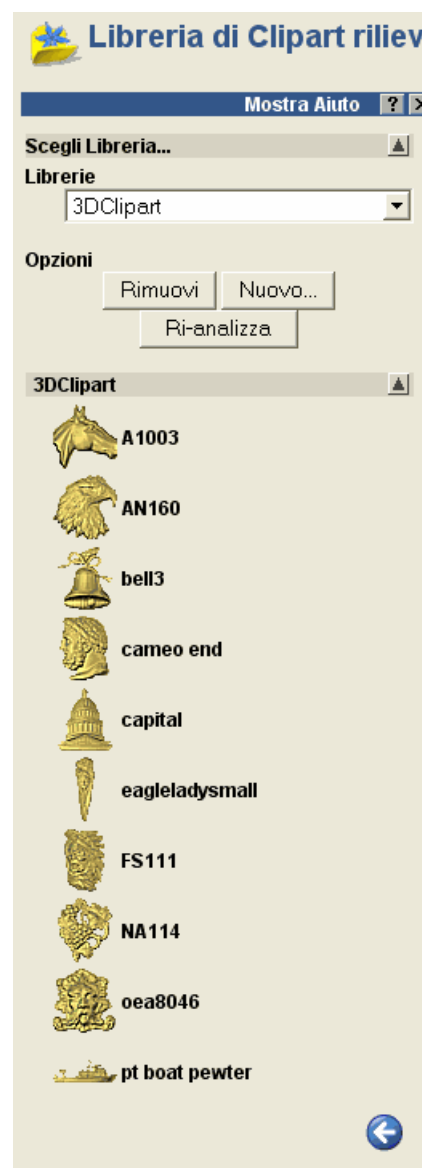 Libreria di Clipart riliev
Mostra Aiuto ? X
Scegli Libreria...
Librerie
3DClipart
Opzioni
Rimuovi Nuovo...
Ri-analizza
3DClipart
A1003
AN160
bell3
cameo end
capital
eagleladysmall
FS111
NA114
oea8046
pt boat pewter